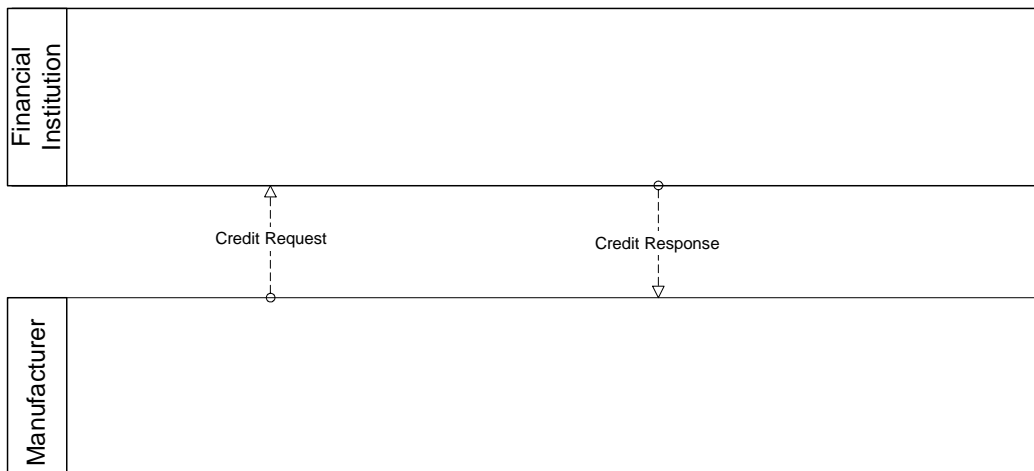 Financial
Institution
Credit Request
Credit Response
Manufacturer